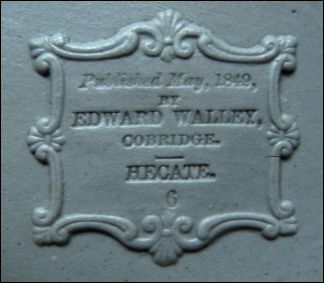 Published May, 1849,
BY
EDWARD WALLEY,
COBRIDGE.
HECATE.
6